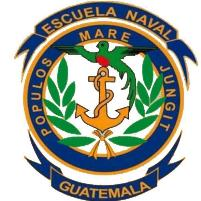 ESCUELA NAVAL
POPULOS MARE JUNGIT
GUATEMALA